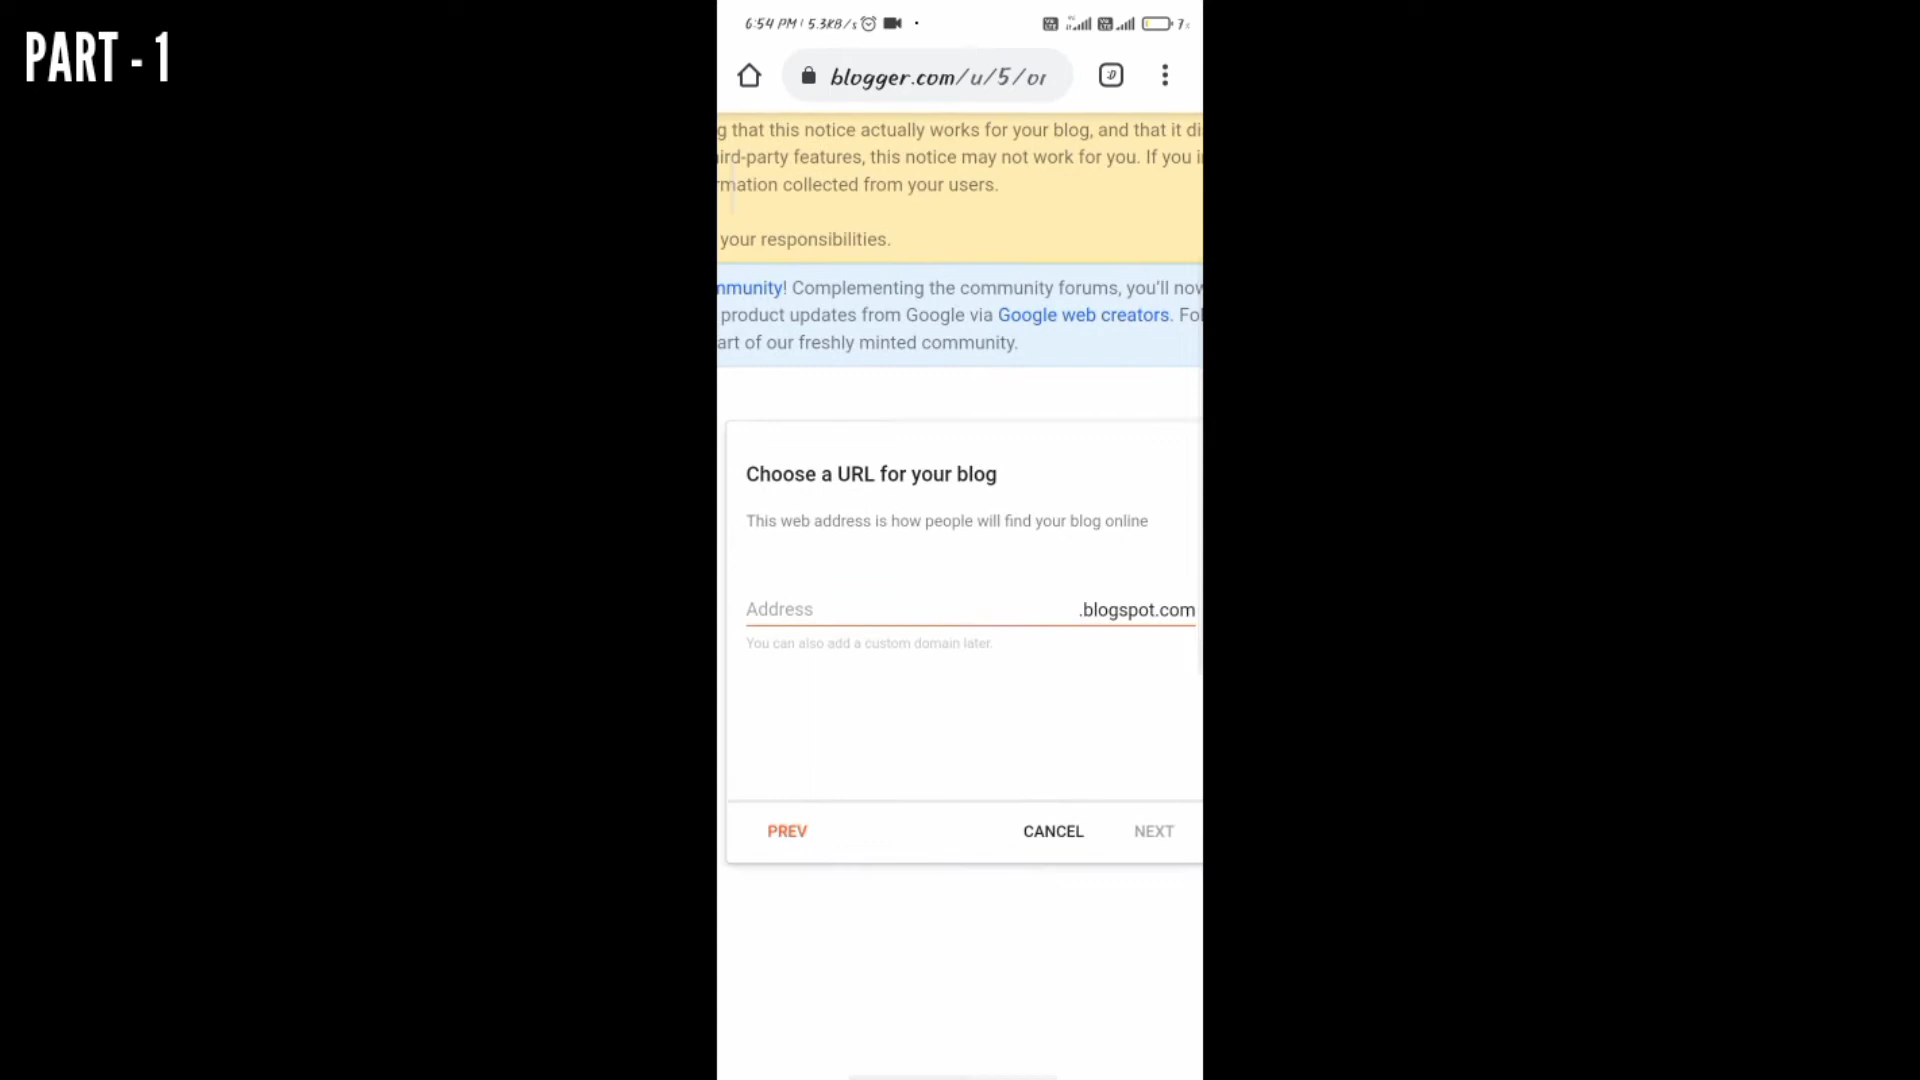 PART - 1
6:54 PM | 5.3KB/s
blogger.com/u/5/or
g that this notice actually works for your blog, and that it di
ird-party features, this notice may not work for you. If you i
rmation collected from your users.
your responsibilities.
mmunity! Complementing the community forums, you'll now
product updates from Google via Google web creators. Fol
art of our freshly minted community.
Choose a URL for your blog
This web address is how people will find your blog online
Address .blogspot.com
You can also add a custom domain later.
PREV CANCEL NEXT